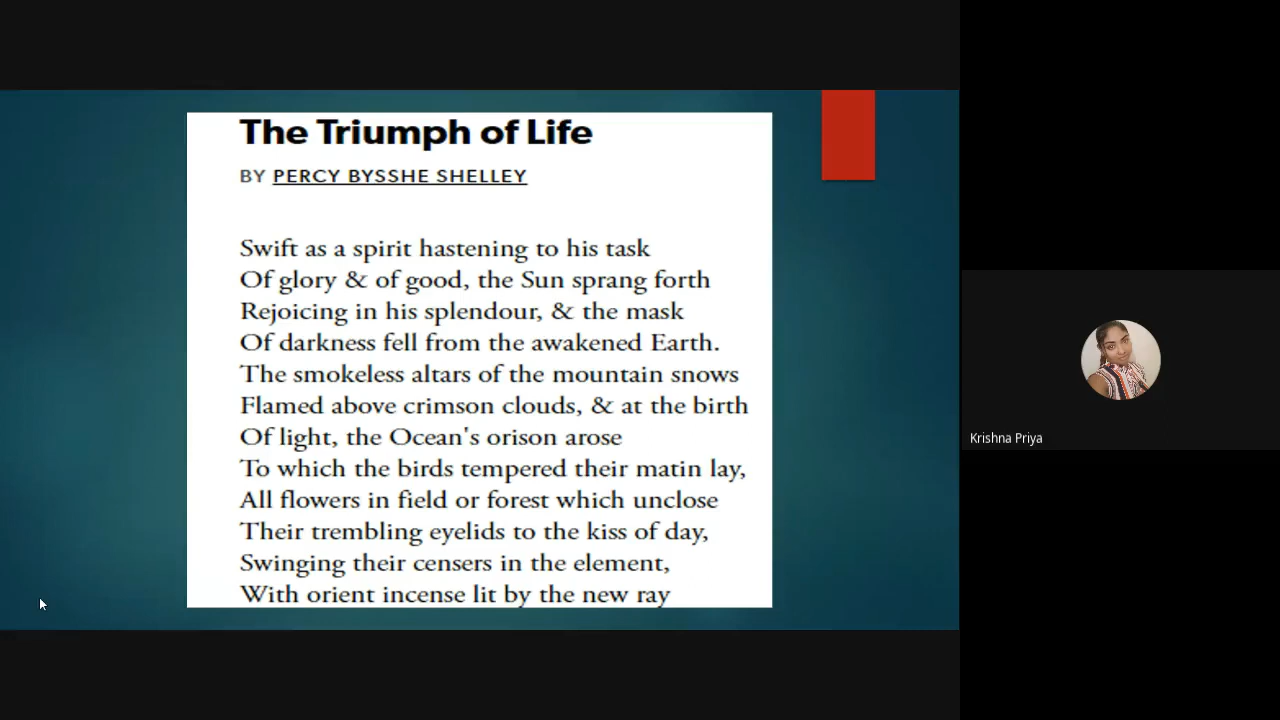 The Triumph of Life
BY PERCY BYSSHE SHELLEY
Swift as a spirit hastening to his task
Of glory & of good, the Sun sprang forth
Rejoicing in his splendour, & the mask
Of darkness fell from the awakened Earth.
The smokeless altars of the mountain snows
Flamed above crimson clouds, & at the birth
Of light, the Ocean's orison arose
To which the birds tempered their matin lay,
All flowers in field or forest which unclose
Their trembling eyelids to the kiss of day,
Swinging their censers in the element,
With orient incense lit by the new ray
Krishna Priya